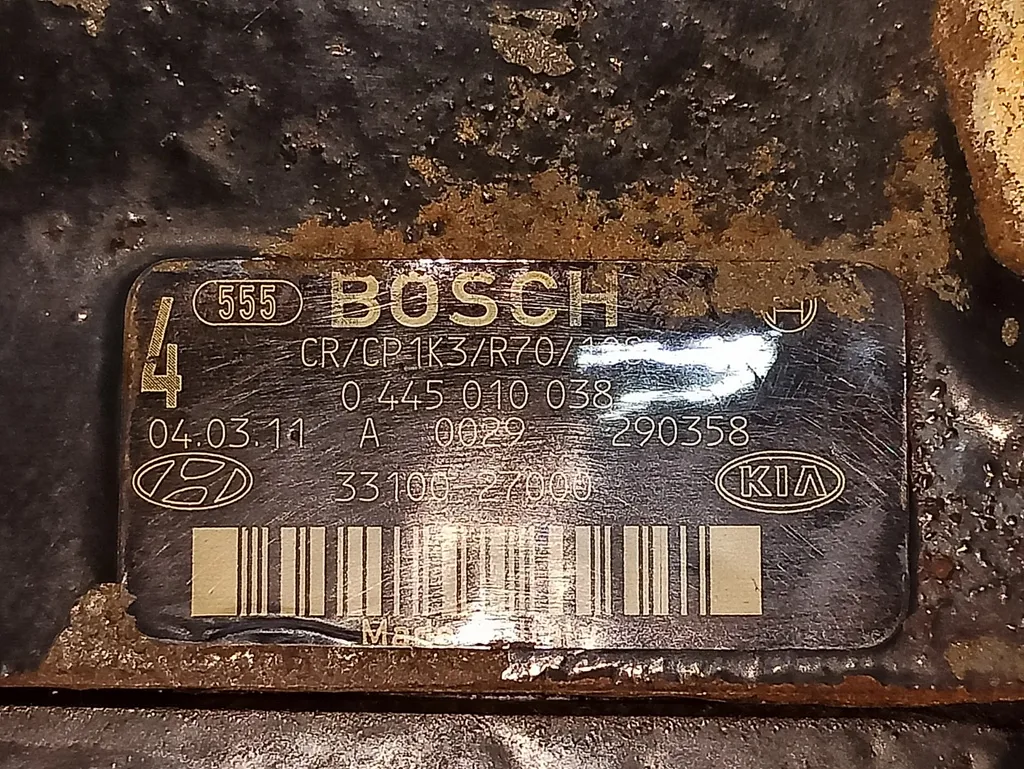 555 BOSCH
4
CR/CP1K3/R70/
0 445 010 038
04.03.11 A 0029 290358
33100 27000 KIA